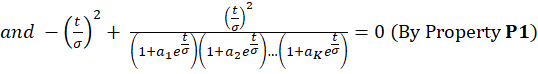 and −(t/σ)² + (t/σ)² / ((1+a₁e^(t/σ))(1+a₂e^(t/σ))…(1+a_K e^(t/σ))) = 0 (By Property P1)